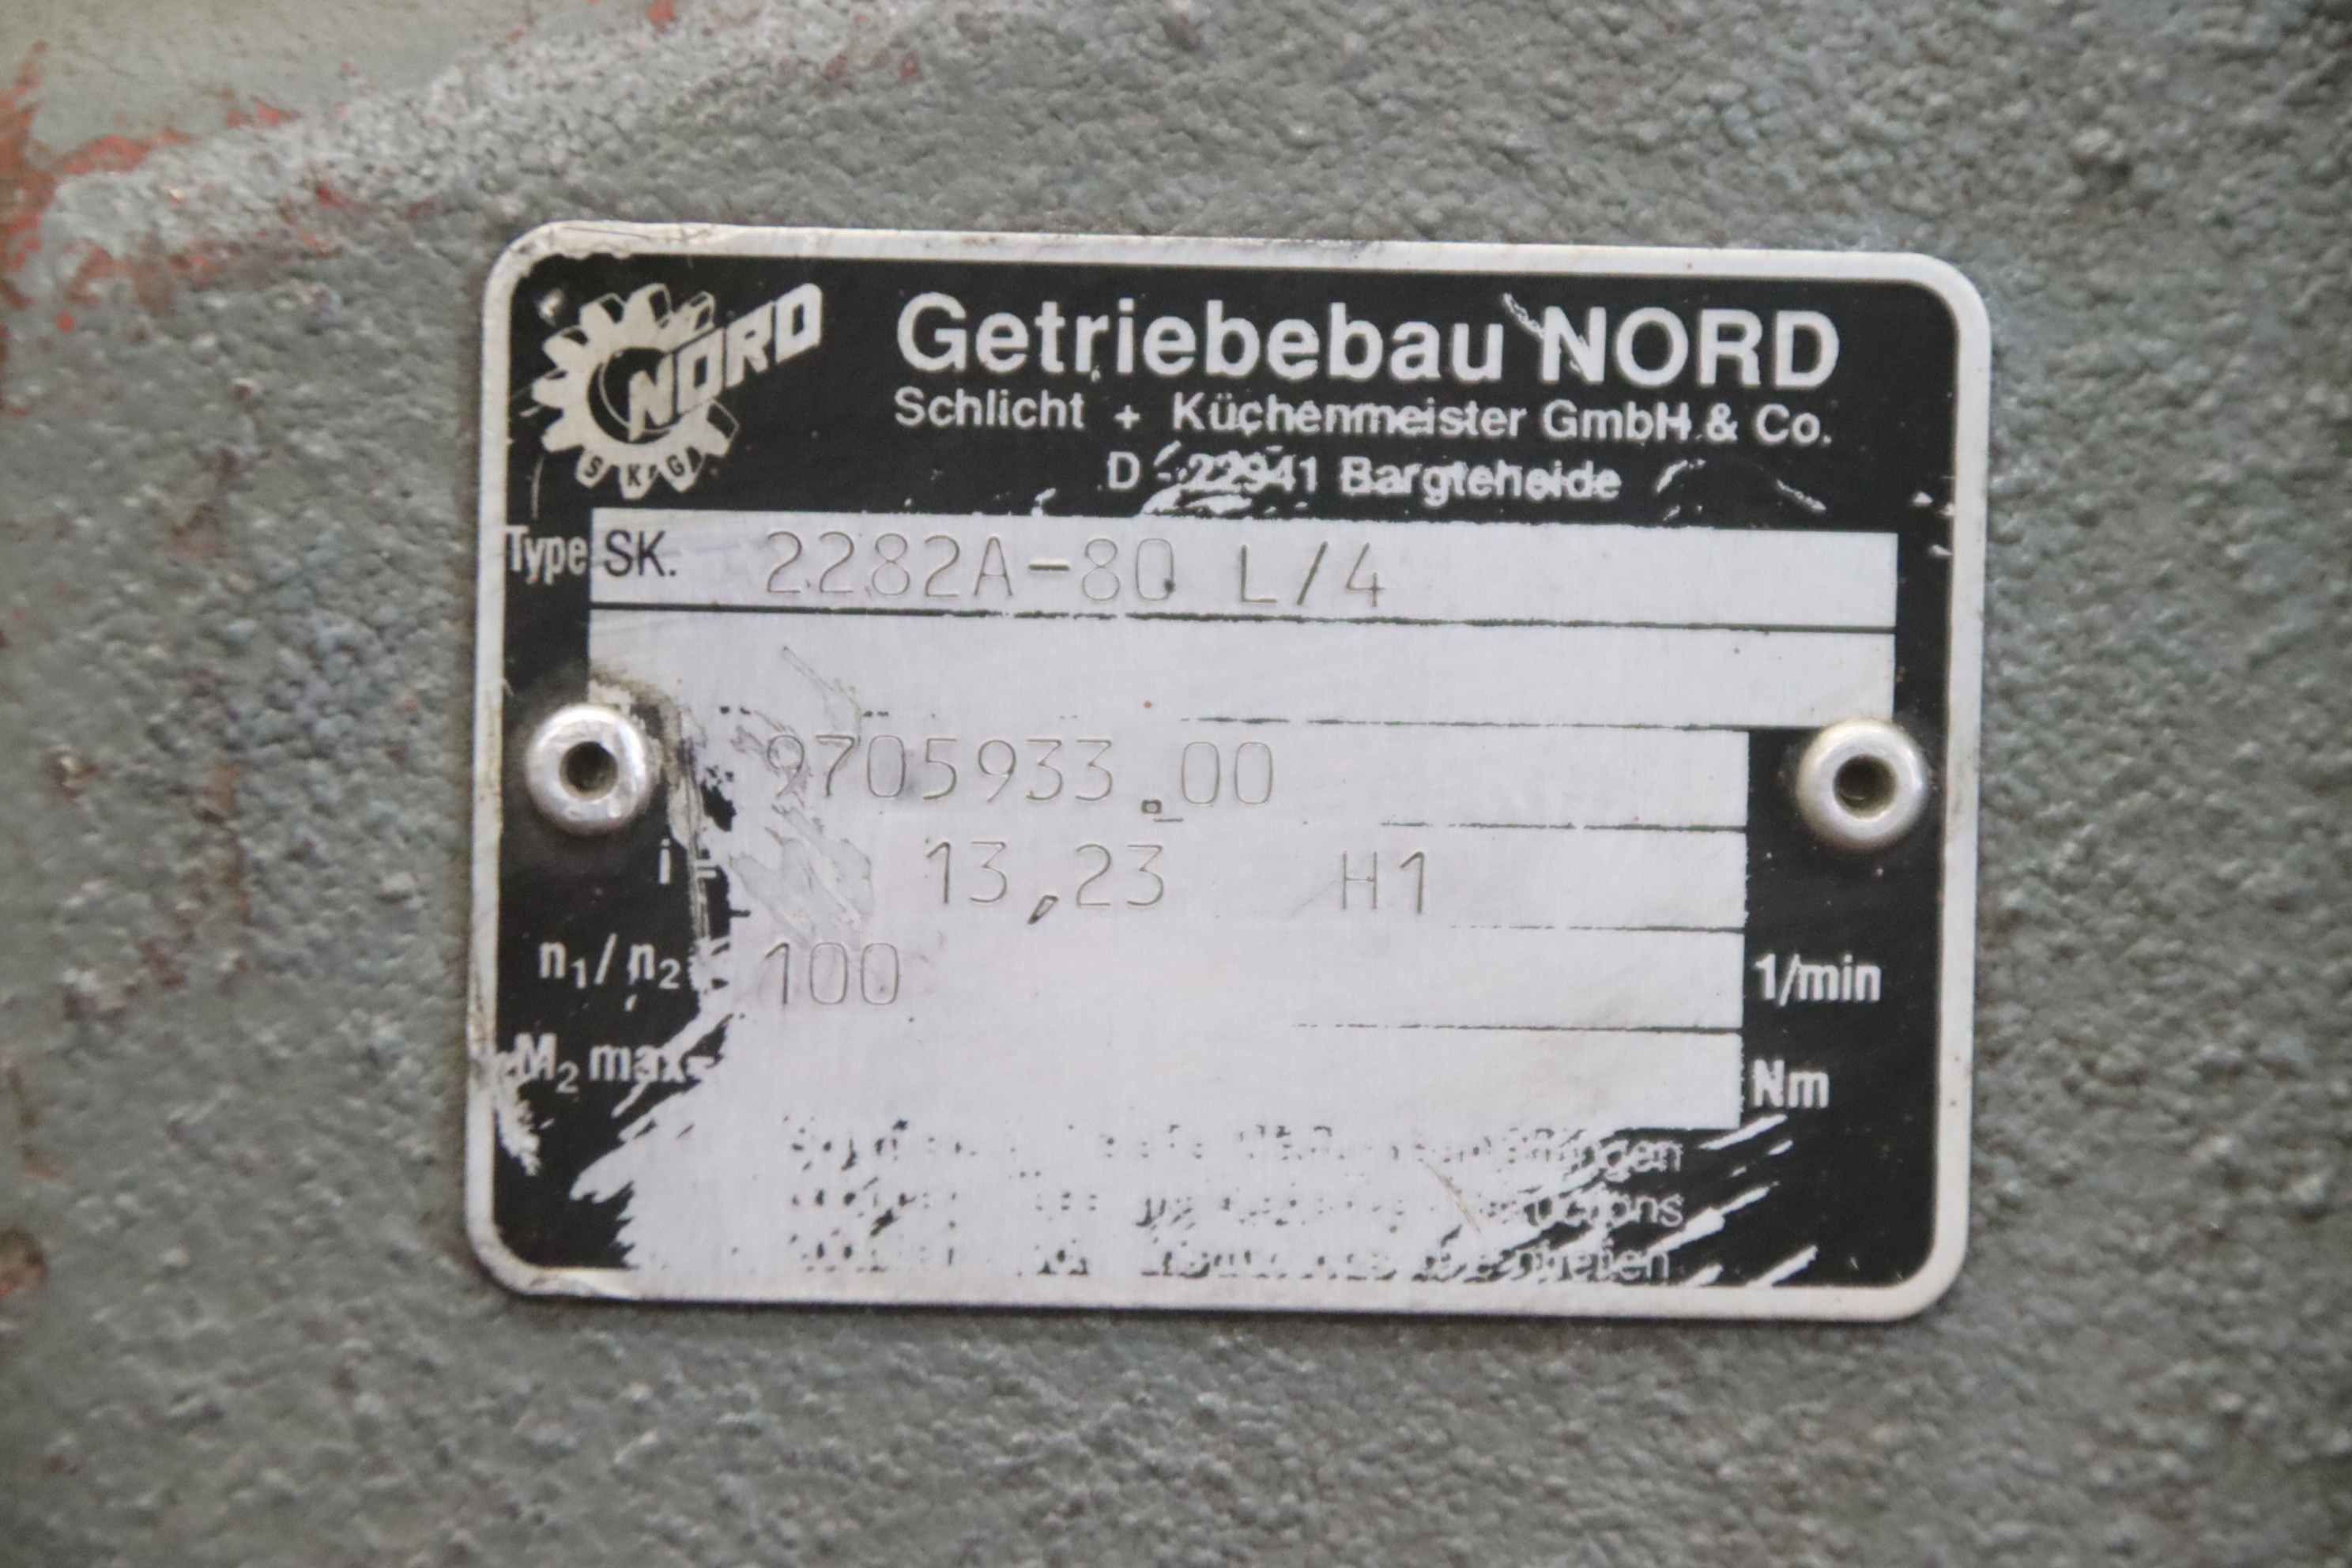 NORD
SKG
Getriebebau NORD
Schlicht + Küchenmeister GmbH & Co.
D - 22941 Bargteheide
Type SK. 2282A-80 L/4
9705933.00
i = 13,23 H1
n1/n2 100 1/min
M2 max Nm